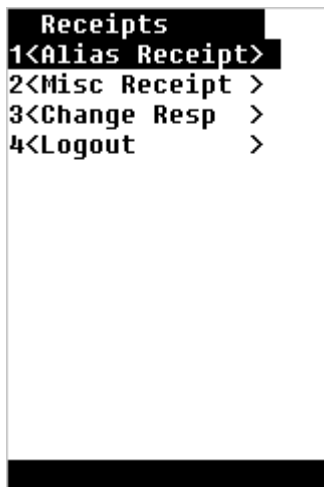 Receipts
1<Alias Receipt>
2<Misc Receipt >
3<Change Resp  >
4<Logout       >